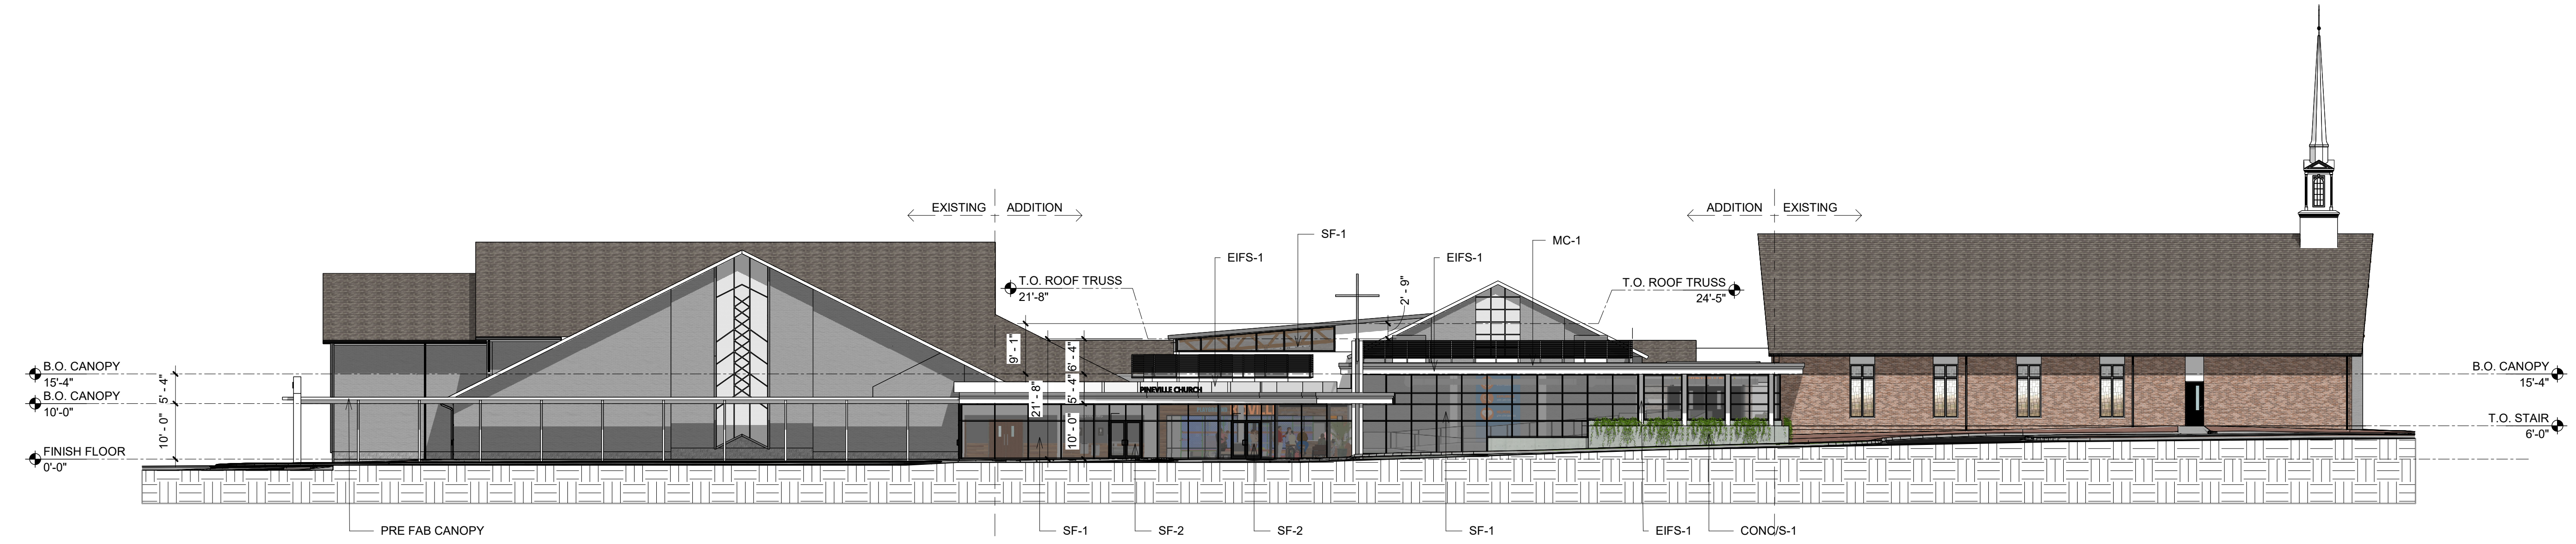 EXISTING ADDITION
ADDITION EXISTING
SF-1
MC-1
EIFS-1
EIFS-1
T.O. ROOF TRUSS
21'-8"
2' - 9"
T.O. ROOF TRUSS
24'-5"
9' - 1"
6' - 4"
B.O. CANOPY
15'-4"
5' - 4"
B.O. CANOPY
10'-0"
10' - 0"
FINISH FLOOR
0'-0"
21' - 8"
5' - 4"
10' - 0"
PINEVILLE CHURCH
B.O. CANOPY
15'-4"
T.O. STAIR
6'-0"
PRE FAB CANOPY
SF-1
SF-2
SF-2
SF-1
EIFS-1
CONC/S-1